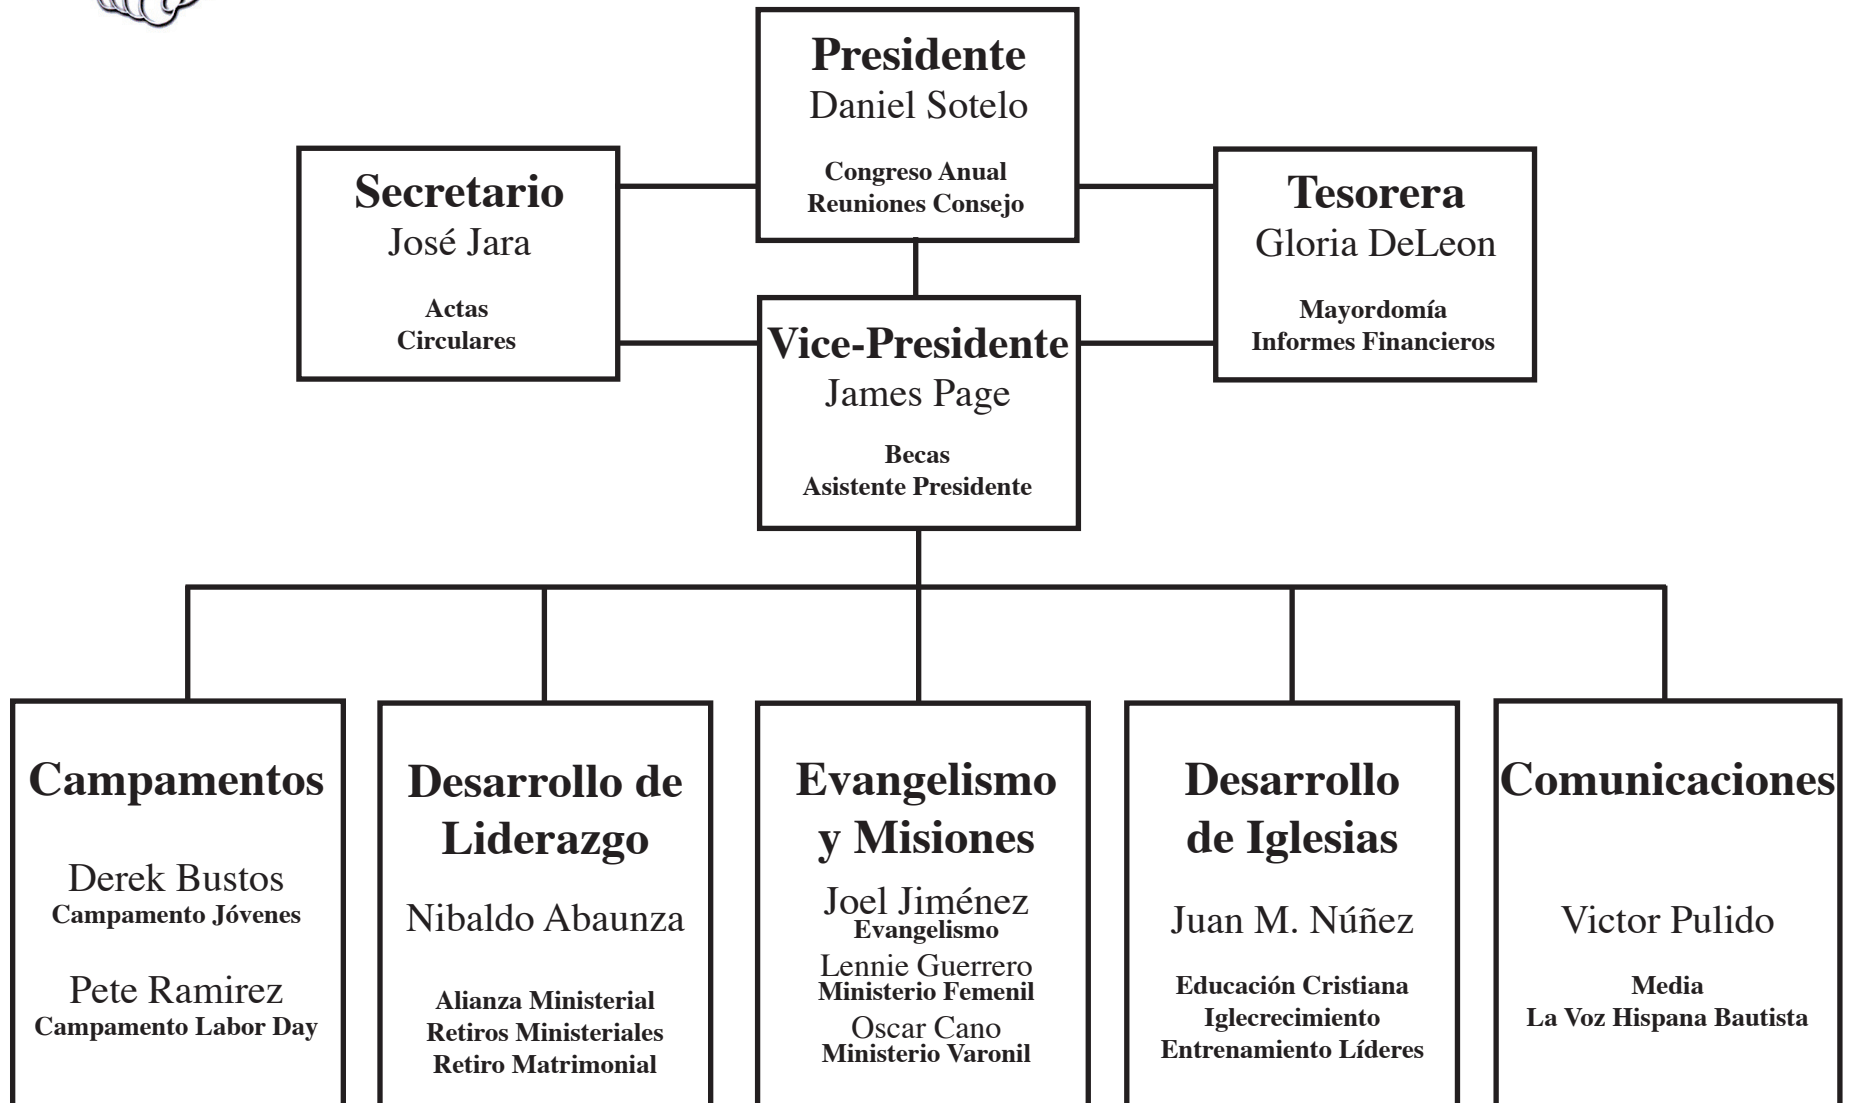 Presidente
Daniel Sotelo
Congreso Anual
Reuniones Consejo
Secretario
José Jara
Actas
Circulares
Tesorera
Gloria DeLeon
Mayordomía
Informes Financieros
Vice-Presidente
James Page
Becas
Asistente Presidente
Campamentos
Derek Bustos
Campamento Jóvenes
Pete Ramirez
Campamento Labor Day
Desarrollo de
Liderazgo
Nibaldo Abaunza
Alianza Ministerial
Retiros Ministeriales
Retiro Matrimonial
Evangelismo
y Misiones
Joel Jiménez
Evangelismo
Lennie Guerrero
Ministerio Femenil
Oscar Cano
Ministerio Varonil
Desarrollo
de Iglesias
Juan M. Núñez
Educación Cristiana
Iglecrecimiento
Entrenamiento Líderes
Comunicaciones
Victor Pulido
Media
La Voz Hispana Bautista